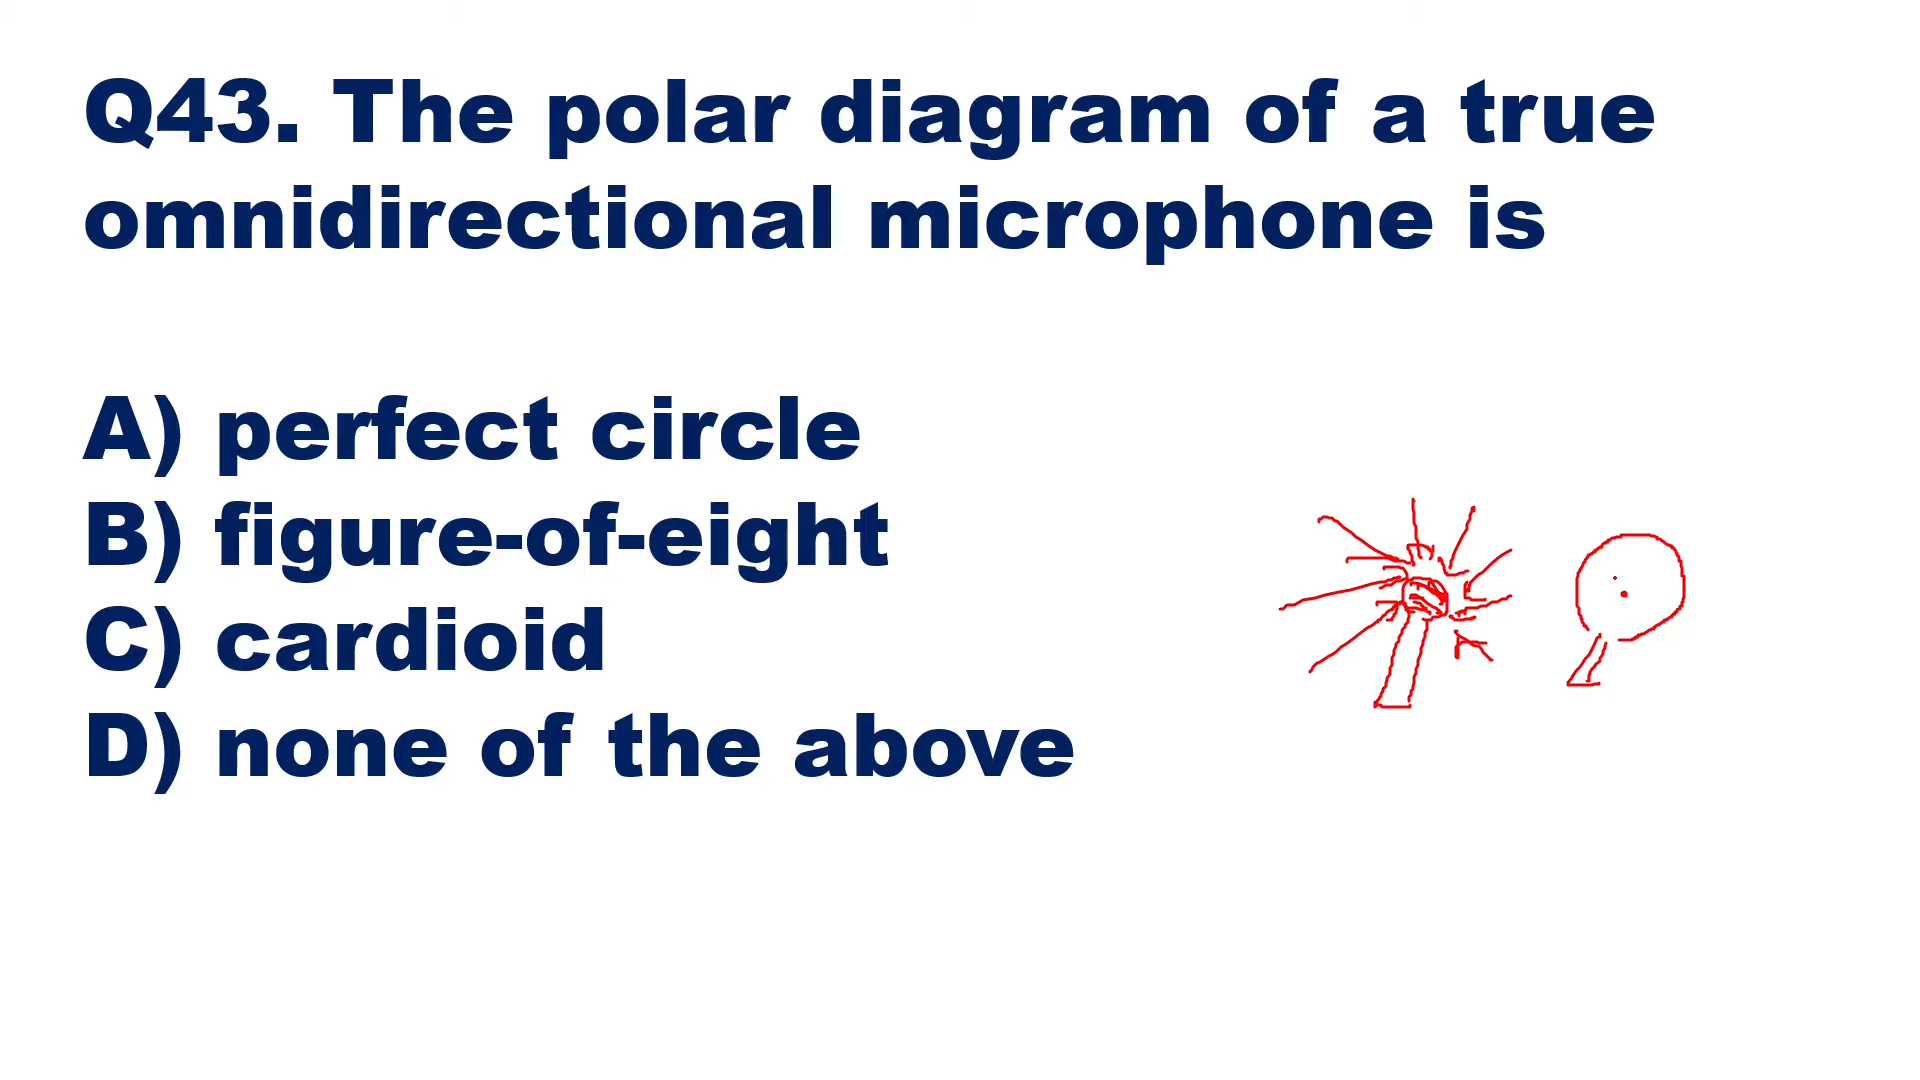 Q43. The polar diagram of a true
omnidirectional microphone is
A) perfect circle
B) figure-of-eight
C) cardioid
D) none of the above